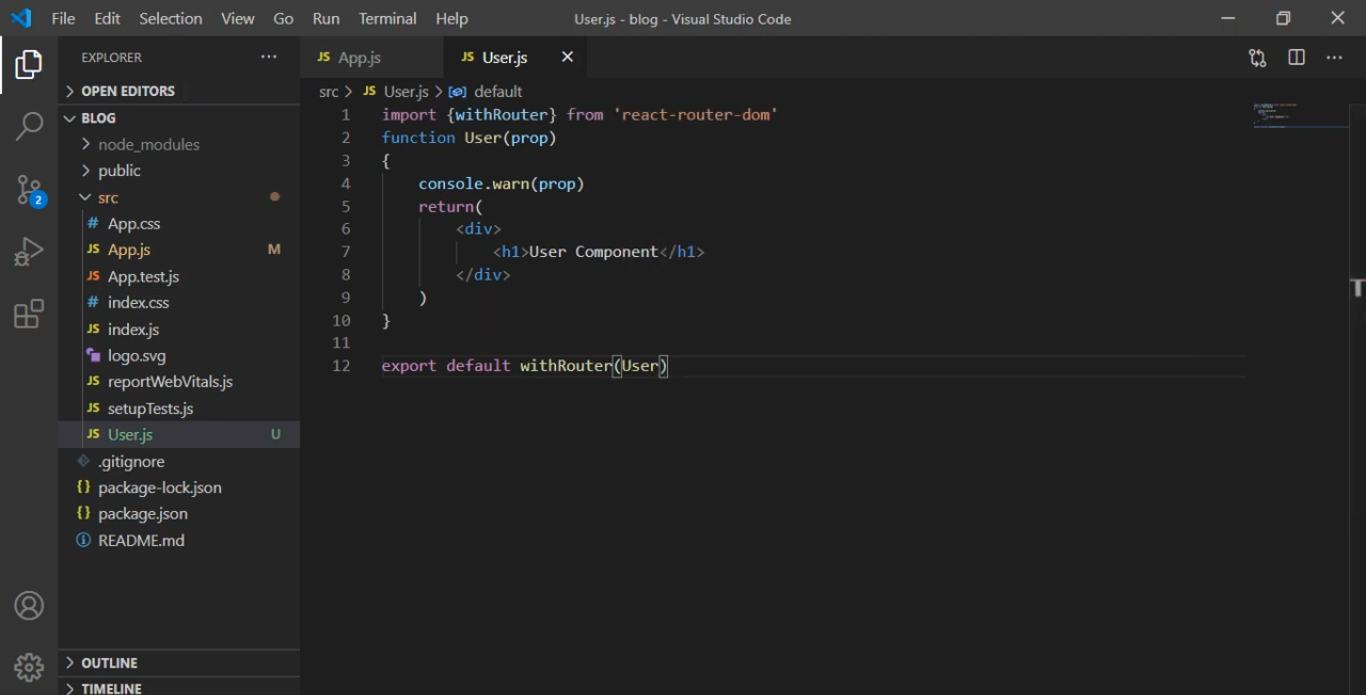 File Edit Selection View Go Run Terminal Help User.js - blog - Visual Studio Code
EXPLORER
OPEN EDITORS
BLOG
node_modules
public
src
# App.css
JS App.js M
JS App.test.js
# index.css
JS index.js
logo.svg
JS reportWebVitals.js
JS setupTests.js
JS User.js U
.gitignore
{} package-lock.json
{} package.json
README.md
OUTLINE
TIMELINE
2
JS App.js JS User.js
src > JS User.js > default
1 import {withRouter} from 'react-router-dom'
2 function User(prop)
3 {
4 console.warn(prop)
5 return(
6 <div>
7 <h1>User Component</h1>
8 </div>
9 )
10 }
11
12 export default withRouter(User)
T